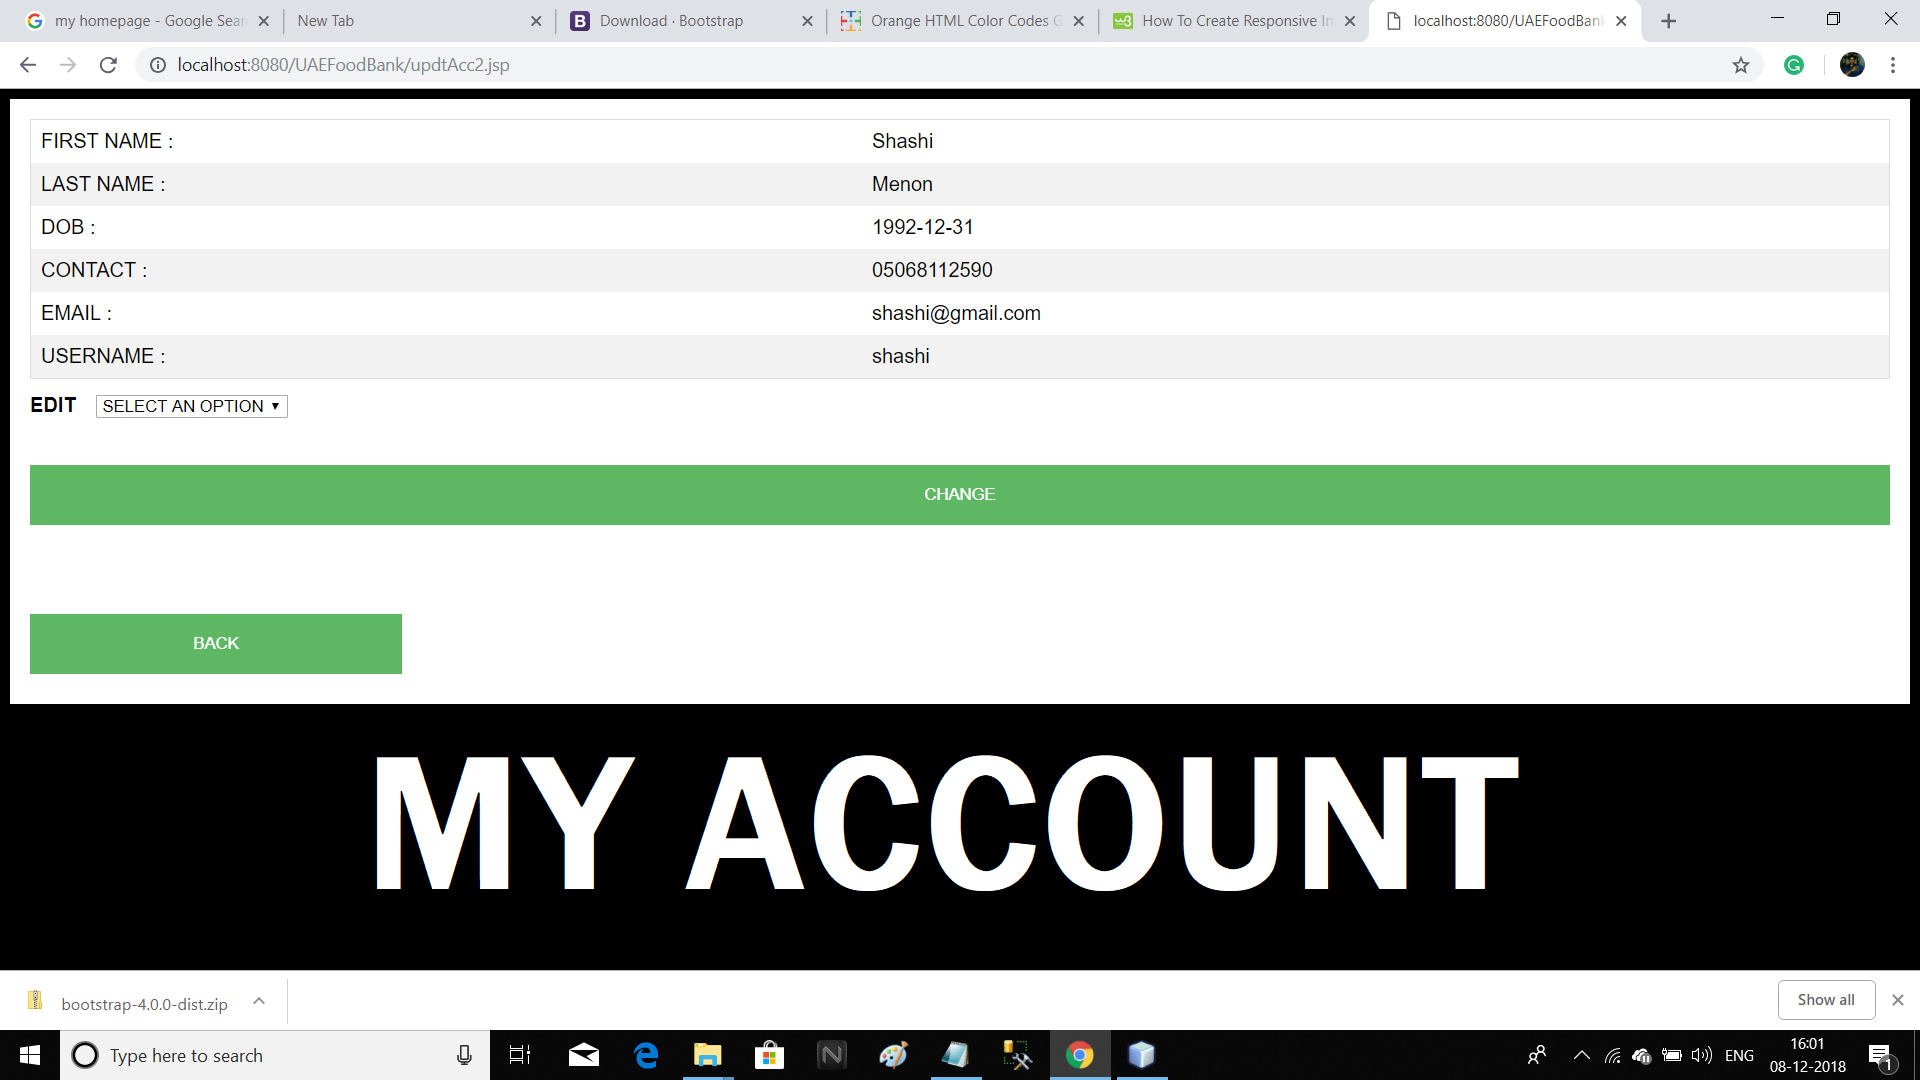 my homepage - Google Sear
New Tab
Download · Bootstrap
Orange HTML Color Codes G
How To Create Responsive Im
localhost:8080/UAEFoodBank
localhost:8080/UAEFoodBank/updtAcc2.jsp
FIRST NAME : Shashi
LAST NAME : Menon
DOB : 1992-12-31
CONTACT : 05068112590
EMAIL : shashi@gmail.com
USERNAME : shashi
EDIT SELECT AN OPTION
CHANGE
BACK
MY ACCOUNT
bootstrap-4.0.0-dist.zip
Show all
Type here to search
ENG
16:01
08-12-2018
1